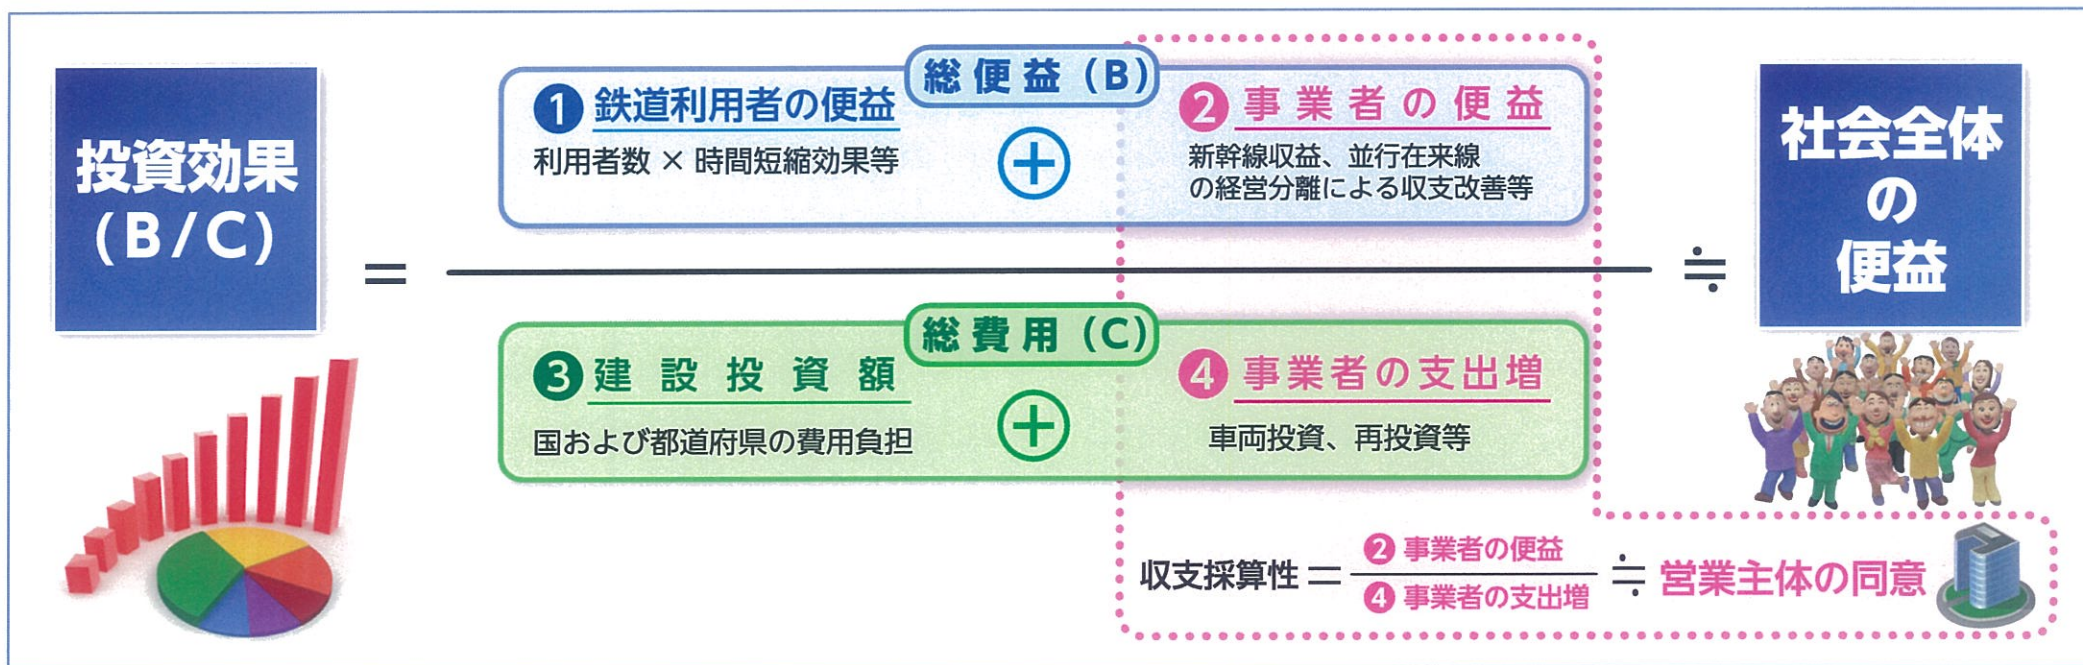 投資効果
(B/C)
=
総便益(B)
❶ 鉄道利用者の便益
利用者数 × 時間短縮効果等
+
❷ 事業者の便益
新幹線収益、並行在来線
の経営分離による収支改善等
総費用(C)
❸ 建設投資額
国および都道府県の費用負担
+
❹ 事業者の支出増
車両投資、再投資等
≒
社会全体
の
便益
収支採算性 = ❷ 事業者の便益
❹ 事業者の支出増
≒ 営業主体の同意